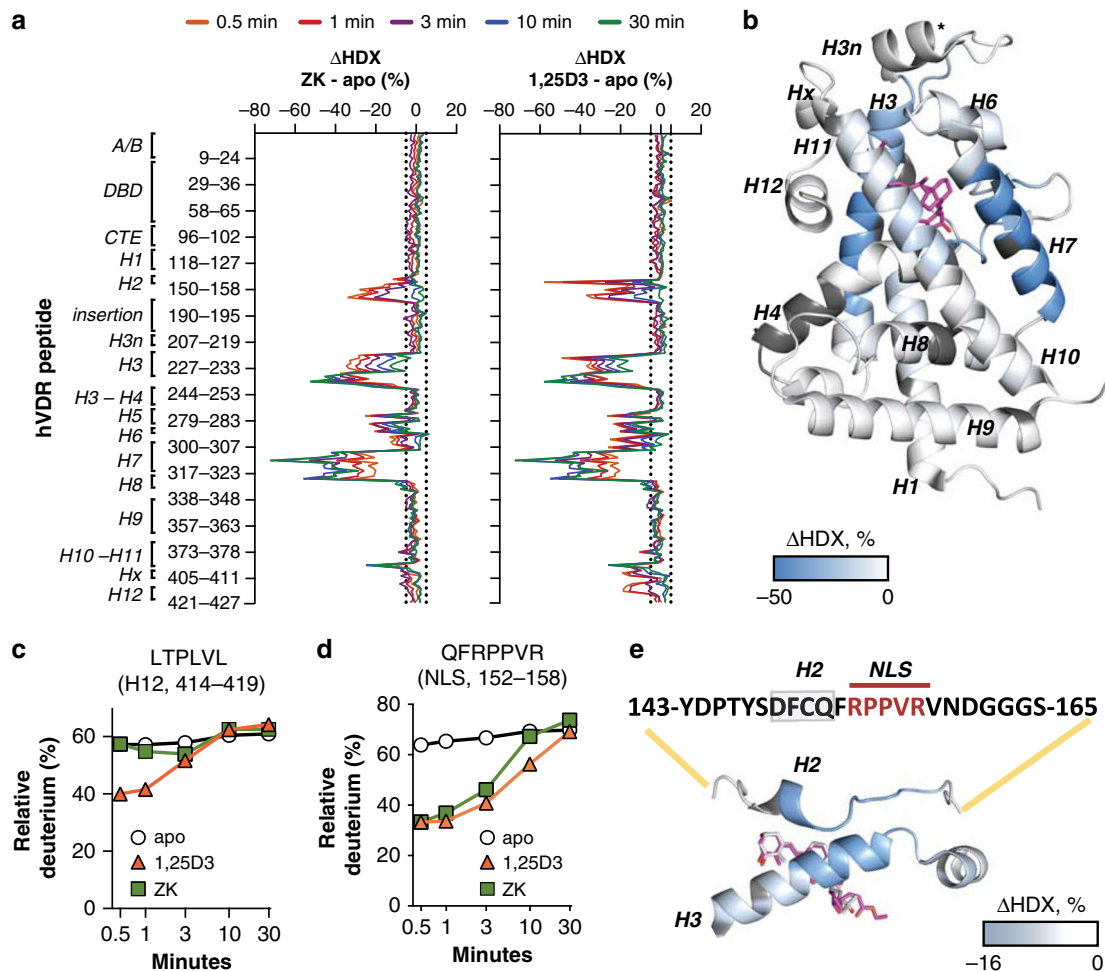 a
0.5 min 1 min 3 min 10 min 30 min
ΔHDX
ZK - apo (%)
ΔHDX
1,25D3 - apo (%)
−80 −60 −40 −20 0 20
−80 −60 −40 −20 0 20
hVDR peptide
A/B
DBD
CTE
H1
H2
insertion
H3n
H3
H3 – H4
H5
H6
H7
H8
H9
H10 –H11
Hx
H12
9–24
29–36
58–65
96–102
118–127
150–158
190–195
207–219
227–233
244–253
279–283
300–307
317–323
338–348
357–363
373–378
405–411
421–427
b
H3n
*
Hx
H3
H6
H11
H12
H7
H4
H8
H10
H9
H1
ΔHDX, %
−50 0
c
LTPLVL
(H12, 414–419)
Relative
deuterium (%)
60
40
20
0
apo
1,25D3
ZK
0.5 1 3 10 30
Minutes
d
QFRPPVR
(NLS, 152–158)
Relative
deuterium (%)
80
60
40
20
0
apo
1,25D3
ZK
0.5 1 3 10 30
Minutes
e
H2 NLS
143-YDPTYSDFCQFRPPVRVNDGGGS-165
H2
H3
ΔHDX, %
−16 0